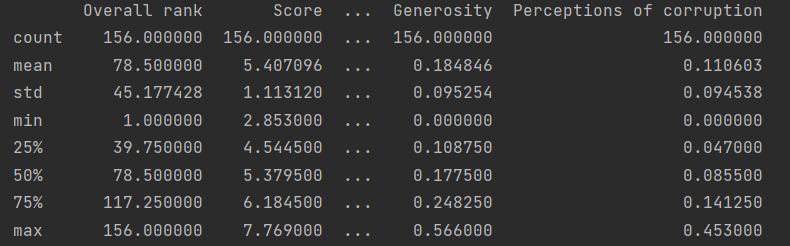 Overall rank Score ... Generosity Perceptions of corruption
count 156.000000 156.000000 ... 156.000000 156.000000
mean 78.500000 5.407096 ... 0.184846 0.110603
std 45.177428 1.113120 ... 0.095254 0.094538
min 1.000000 2.853000 ... 0.000000 0.000000
25% 39.750000 4.544500 ... 0.108750 0.047000
50% 78.500000 5.379500 ... 0.177500 0.085500
75% 117.250000 6.184500 ... 0.248250 0.141250
max 156.000000 7.769000 ... 0.566000 0.453000